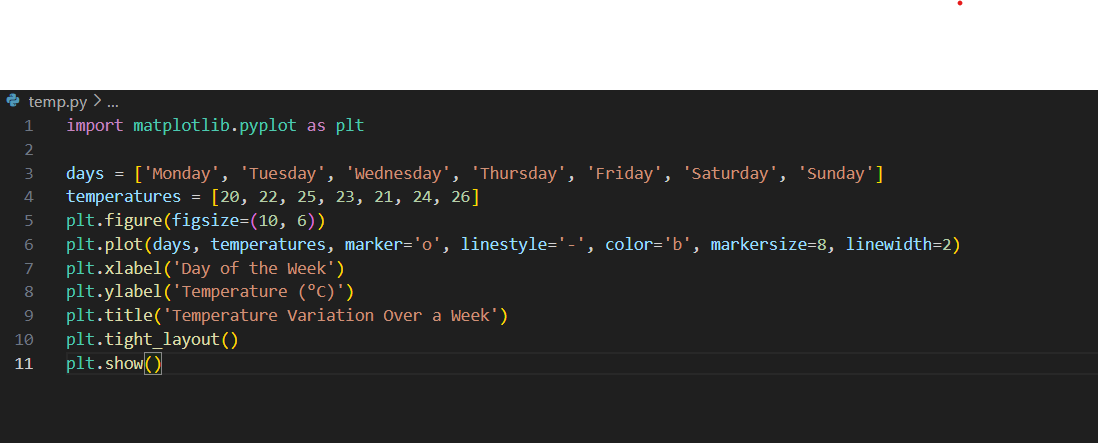 temp.py > ...
1 import matplotlib.pyplot as plt
2
3 days = ['Monday', 'Tuesday', 'Wednesday', 'Thursday', 'Friday', 'Saturday', 'Sunday']
4 temperatures = [20, 22, 25, 23, 21, 24, 26]
5 plt.figure(figsize=(10, 6))
6 plt.plot(days, temperatures, marker='o', linestyle='-', color='b', markersize=8, linewidth=2)
7 plt.xlabel('Day of the Week')
8 plt.ylabel('Temperature (°C)')
9 plt.title('Temperature Variation Over a Week')
10 plt.tight_layout()
11 plt.show()